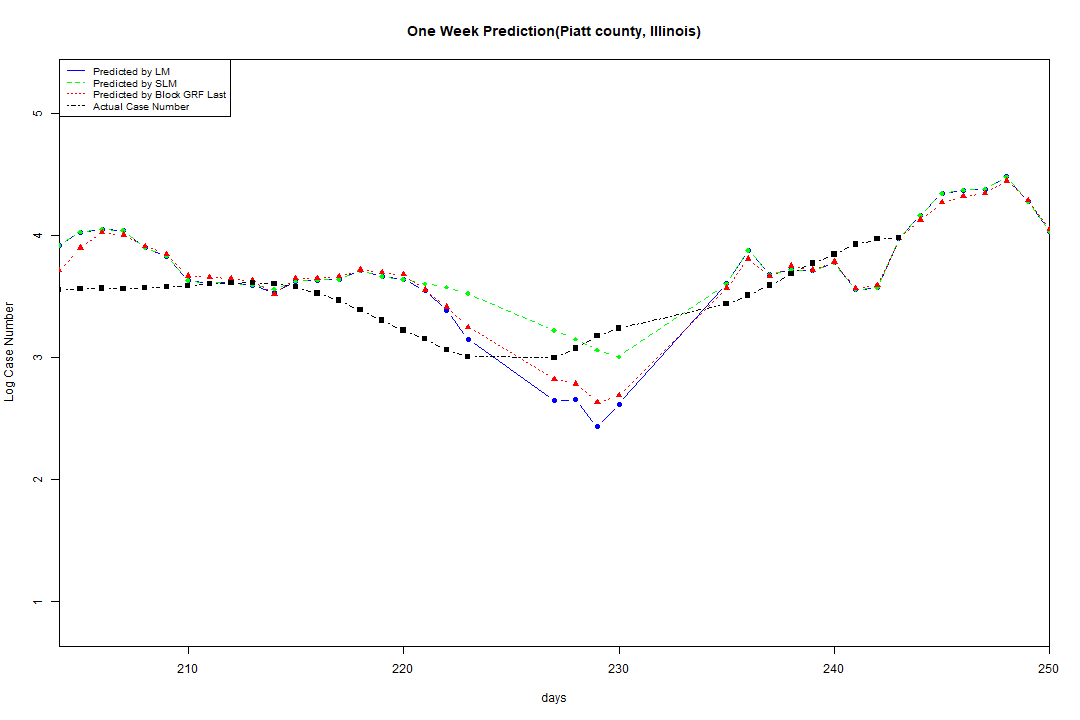 One Week Prediction(Piatt county, Illinois)
Predicted by LM
Predicted by SLM
Predicted by Block GRF Last
Actual Case Number
5
4
3
2
1
Log Case Number
210 220 230 240 250
days